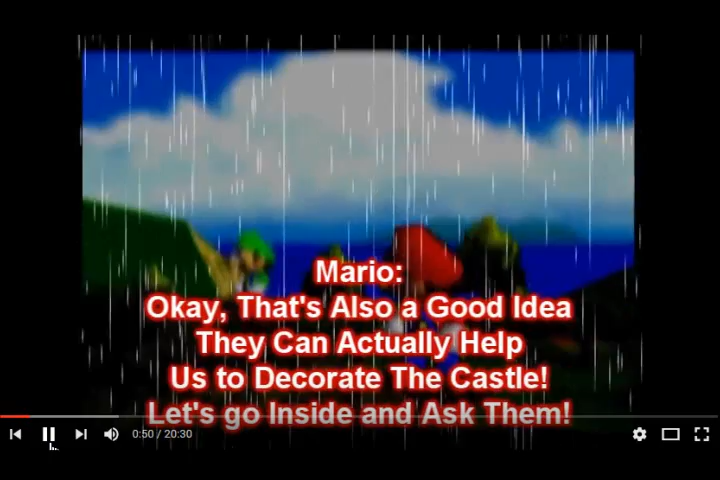 Mario:
Okay, That's Also a Good Idea
They Can Actually Help
Us to Decorate The Castle!
Let's go Inside and Ask Them!
0:50 / 20:30